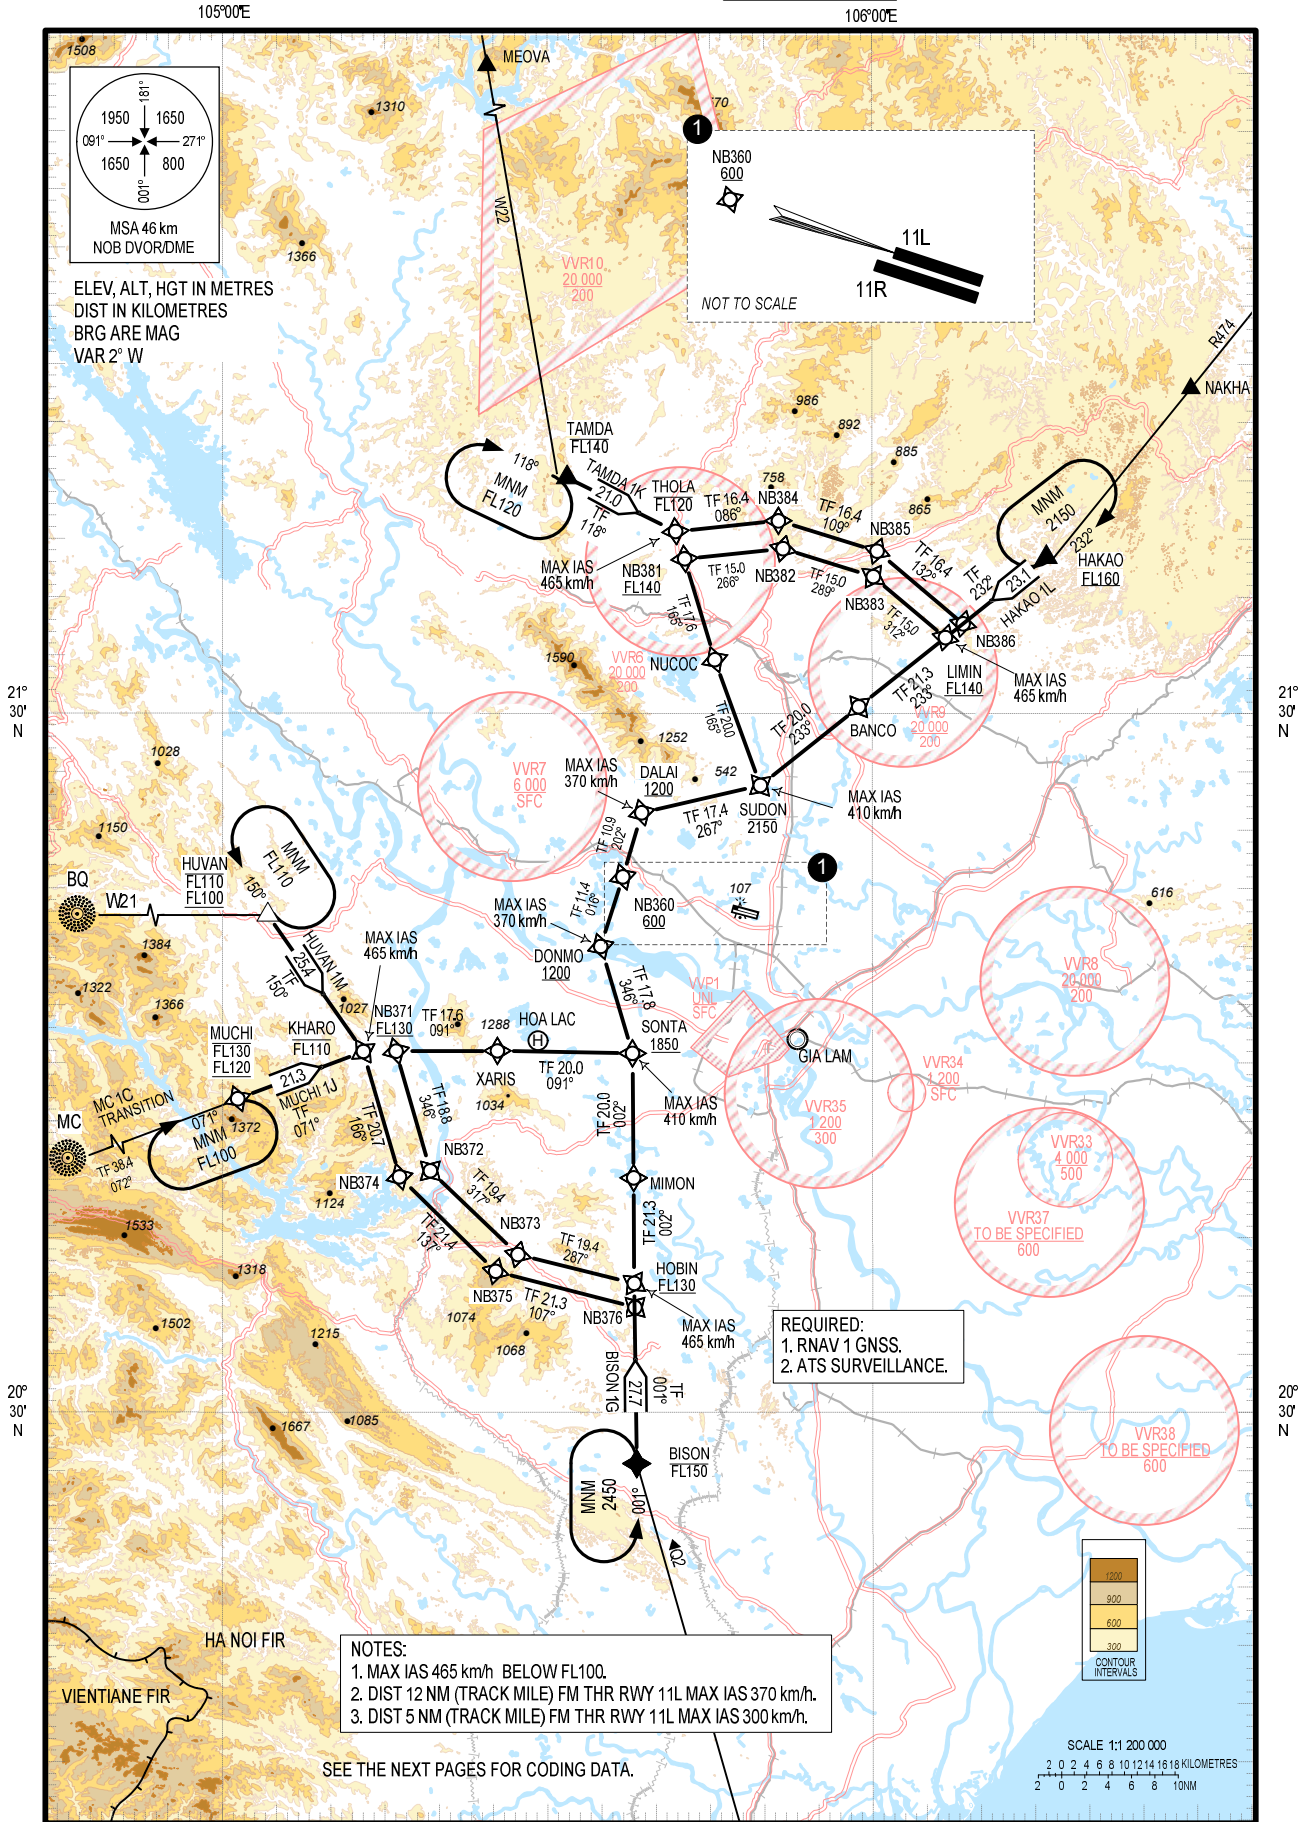 105°00'E
106°00'E
1508
MEOVA
1310
70
1
181°
1950
1650
091°
271°
1650
800
001°
MSA 46 km
NOB DVOR/DME
NB360
600
11L
11R
NOT TO SCALE
W22
1366
VVR10
20 000
200
ELEV, ALT, HGT IN METRES
DIST IN KILOMETRES
BRG ARE MAG
VAR 2° W
R474
NAKHA
986
892
885
865
758
TAMDA
FL140
118°
MNM
FL120
TAMDA 1K
21.0
TF
118°
THOLA
FL120
TF 16.4
086°
NB384
TF 16.4
109°
NB385
TF 16.4
132°
MNM
2150
232°
HAKAO
FL160
TF
232°
23.1
HAKAO 1L
MAX IAS
465 km/h
NB381
FL140
TF 15.0
266°
NB382
TF 15.0
289°
NB383
TF 15.0
312°
NB386
TF 17.6
165°
1590
VVR6
20 000
200
NUCOC
LIMIN
FL140
MAX IAS
465 km/h
TF 21.3
233°
21°
30'
N
21°
30'
N
TF 20.0
165°
TF 20.0
233°
BANCO
VVR9
20 000
200
1028
1252
VVR7
6 000
SFC
MAX IAS
370 km/h
DALAI
1200
542
SUDON
2150
MAX IAS
410 km/h
TF 17.4
267°
1150
TF 10.9
202°
HUVAN
FL110
FL100
MNM
FL110
150°
BQ
W21
1
107
NB360
600
616
TF 11.4
016°
MAX IAS
370 km/h
DONMO
1200
HUVAN 1M
25.4
TF
150°
MAX IAS
465 km/h
1384
1322
1366
1027
VVR8
20 000
200
TF 17.8
346°
VVP1
UNL
SFC
MUCHI
FL130
FL120
KHARO
FL110
NB371
FL130
TF 17.6
091°
1288
HOA LAC
H
SONTA
1850
GIA LAM
VVR34
1 200
SFC
TF 20.0
091°
XARIS
1034
MAX IAS
410 km/h
VVR35
1 200
300
MC 1C
TRANSITION
21.3
MUCHI 1J
TF
071°
MC
071°
1372
MNM
FL100
TF 38.4
072°
TF 20.7
166°
TF 18.8
346°
TF 20.0
002°
VVR33
4 000
500
NB372
NB374
1124
TF 19.4
317°
MIMON
VVR37
TO BE SPECIFIED
600
1533
NB373
TF 21.4
137°
TF 19.4
287°
TF 21.3
002°
1318
HOBIN
FL130
NB375
TF 21.3
107°
NB376
1074
1068
MAX IAS
465 km/h
1502
1215
REQUIRED:
1. RNAV 1 GNSS.
2. ATS SURVEILLANCE.
BISON 1G
27.7
TF
001°
20°
30'
N
20°
30'
N
1085
1667
VVR38
TO BE SPECIFIED
600
BISON
FL150
MNM
2450
001°
Q2
1200
900
600
300
CONTOUR
INTERVALS
HA NOI FIR
VIENTIANE FIR
NOTES:
1. MAX IAS 465 km/h BELOW FL100.
2. DIST 12 NM (TRACK MILE) FM THR RWY 11L MAX IAS 370 km/h.
3. DIST 5 NM (TRACK MILE) FM THR RWY 11L MAX IAS 300 km/h.
SEE THE NEXT PAGES FOR CODING DATA.
SCALE 1:1 200 000
2 0 2 4 6 8 10 12 14 16 18 KILOMETRES
2 0 2 4 6 8 10NM